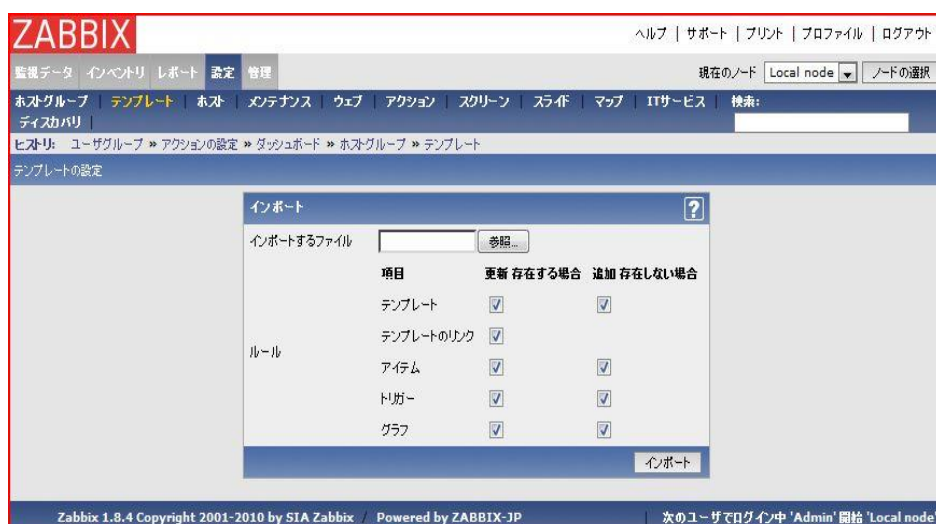 ZABBIX
ヘルプ | サポート | プリント | プロファイル | ログアウト
監視データ インベントリ レポート 設定 管理 現在のノード Local node ノードの選択
ホストグループ | テンプレート | ホスト | メンテナンス | ウェブ | アクション | スクリーン | スライド | マップ | ITサービス | 検索:
ディスカバリ |
ヒストリ: ユーザグループ » アクションの設定 » ダッシュボード » ホストグループ » テンプレート
テンプレートの設定
インポート ?
インポートするファイル 参照...
項目 更新 存在する場合 追加 存在しない場合
テンプレート
テンプレートのリンク
ルール
アイテム
トリガー
グラフ
インポート
Zabbix 1.8.4 Copyright 2001-2010 by SIA Zabbix / Powered by ZABBIX-JP | 次のユーザでログイン中 'Admin' 開始 'Local node'